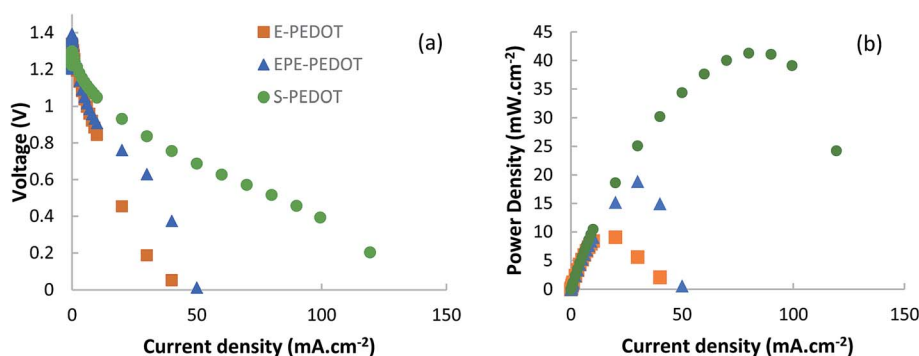 1.4
1.2
1
0.8
0.6
0.4
0.2
0
Voltage (V)
E-PEDOT
EPE-PEDOT
S-PEDOT
(a)
0
50
100
150
Current density (mA.cm⁻²)
45
40
35
30
25
20
15
10
5
0
Power Density (mW.cm⁻²)
(b)
0
50
100
150
Current density (mA.cm⁻²)